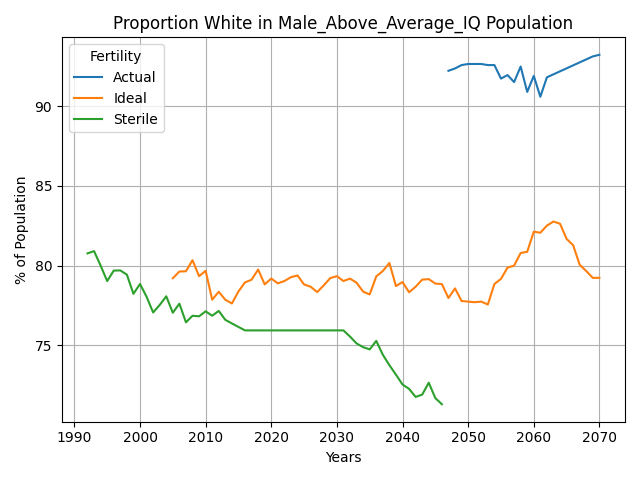 Proportion White in Male_Above_Average_IQ Population
Fertility
Actual
Ideal
Sterile
% of Population
90
85
80
75
1990 2000 2010 2020 2030 2040 2050 2060 2070
Years